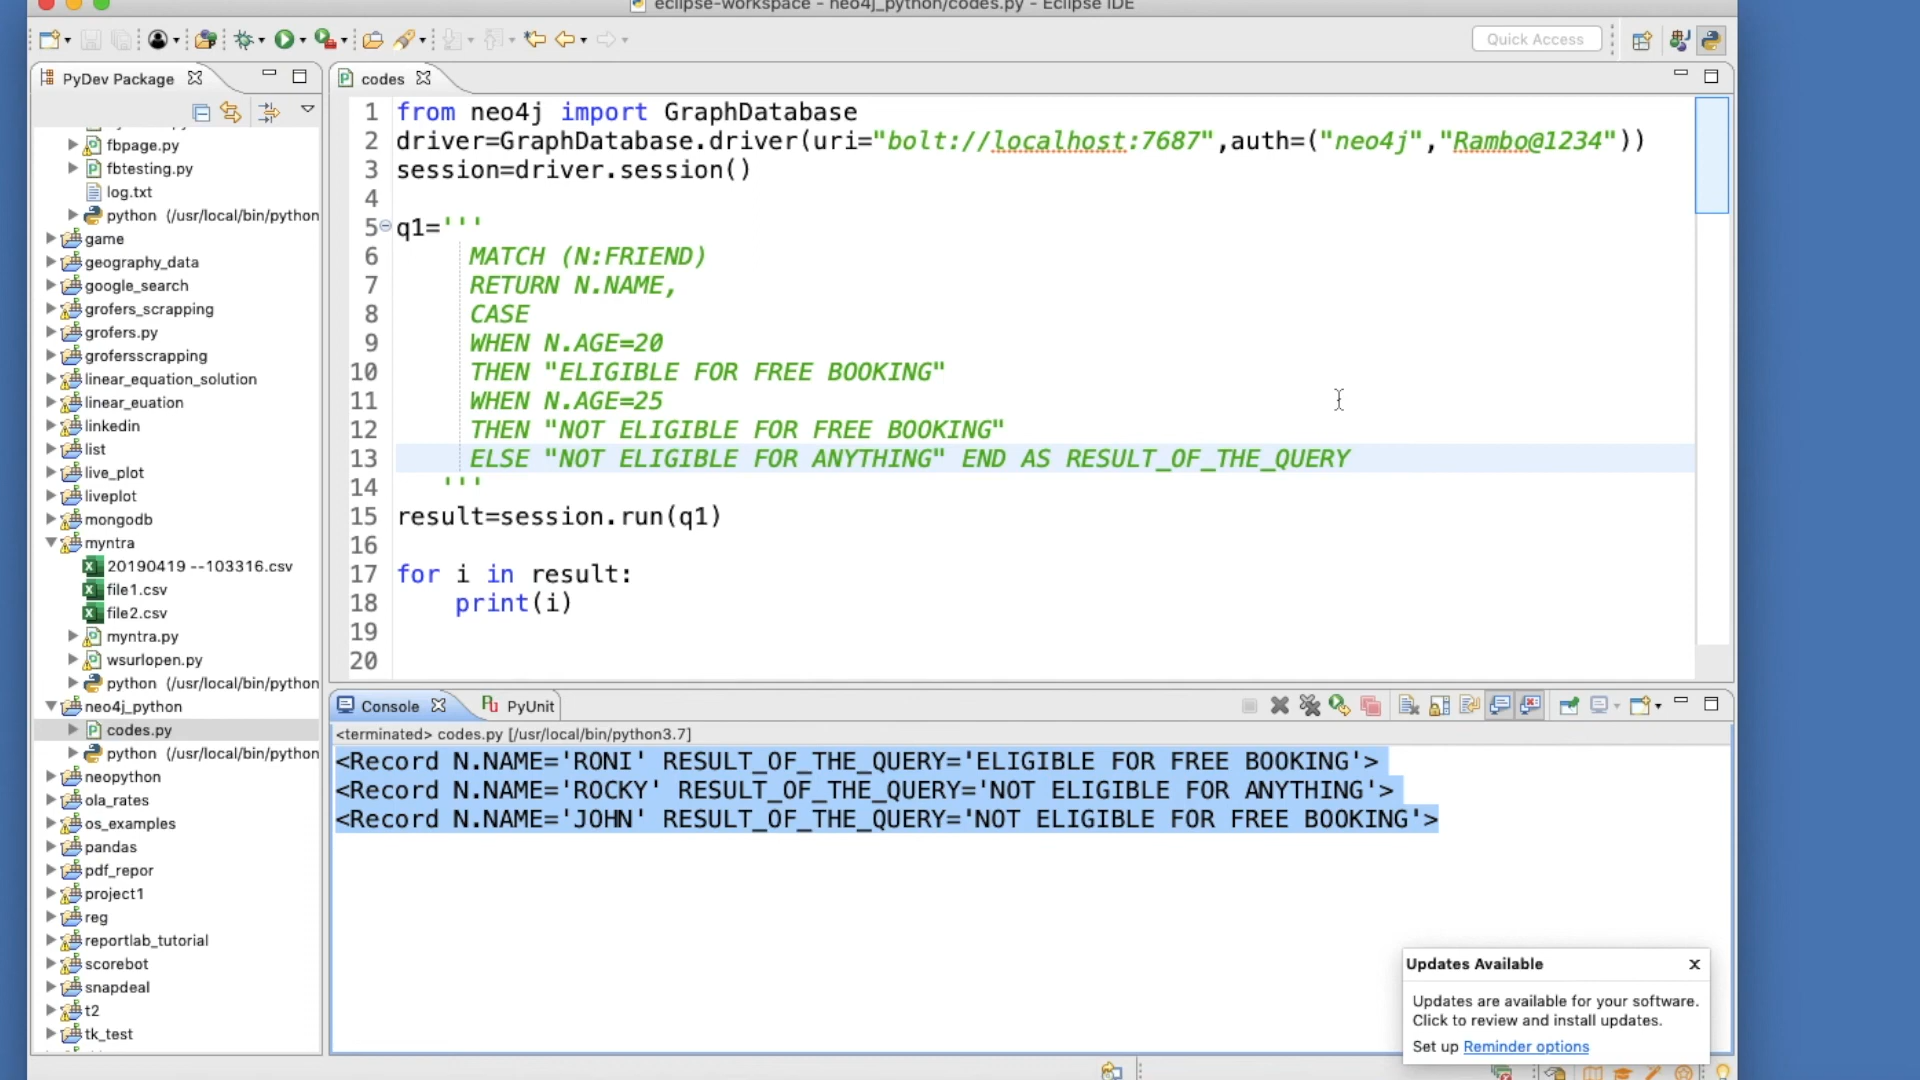 eclipse-workspace - neo4j_python/codes.py - Eclipse IDE
Quick Access
PyDev Package
fbpage.py
fbtesting.py
log.txt
python (/usr/local/bin/python
game
geography_data
google_search
grofers_scrapping
grofers.py
grofersscrapping
linear_equation_solution
linear_euation
linkedin
list
live_plot
liveplot
mongodb
myntra
20190419 --103316.csv
file1.csv
file2.csv
myntra.py
wsurlopen.py
python (/usr/local/bin/python
neo4j_python
codes.py
python (/usr/local/bin/python
neopython
ola_rates
os_examples
pandas
pdf_repor
project1
reg
reportlab_tutorial
scorebot
snapdeal
t2
tk_test
codes
1 from neo4j import GraphDatabase
2 driver=GraphDatabase.driver(uri="bolt://localhost:7687",auth=("neo4j","Rambo@1234"))
3 session=driver.session()
4
5 q1='''
6 MATCH (N:FRIEND)
7 RETURN N.NAME,
8 CASE
9 WHEN N.AGE=20
10 THEN "ELIGIBLE FOR FREE BOOKING"
11 WHEN N.AGE=25
12 THEN "NOT ELIGIBLE FOR FREE BOOKING"
13 ELSE "NOT ELIGIBLE FOR ANYTHING" END AS RESULT_OF_THE_QUERY
14 '''
15 result=session.run(q1)
16
17 for i in result:
18 print(i)
19
20
Console
PyUnit
<terminated> codes.py [/usr/local/bin/python3.7]
<Record N.NAME='RONI' RESULT_OF_THE_QUERY='ELIGIBLE FOR FREE BOOKING'>
<Record N.NAME='ROCKY' RESULT_OF_THE_QUERY='NOT ELIGIBLE FOR ANYTHING'>
<Record N.NAME='JOHN' RESULT_OF_THE_QUERY='NOT ELIGIBLE FOR FREE BOOKING'>
Updates Available
Updates are available for your software.
Click to review and install updates.
Set up Reminder options